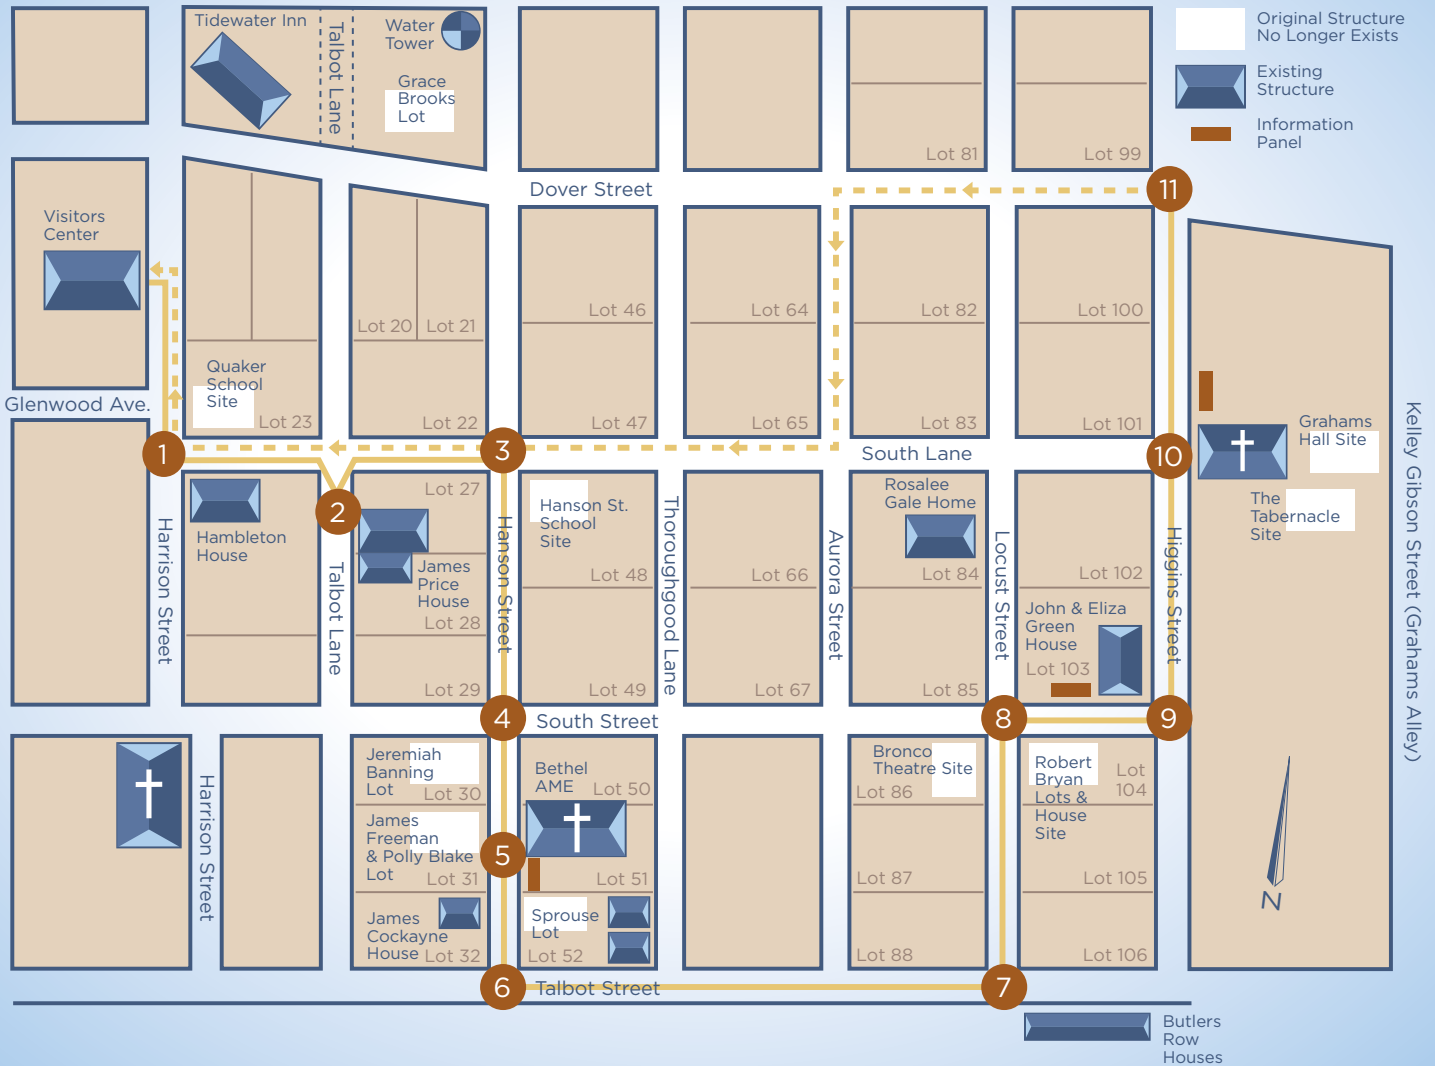 Tidewater Inn
Talbot Lane
Water
Tower
Grace
Brooks
Lot
Original Structure
No Longer Exists
Existing
Structure
Information
Panel
Lot 81
Lot 99
Dover Street
11
Visitors
Center
Lot 20
Lot 21
Lot 46
Lot 64
Lot 82
Lot 100
Quaker
School
Site
Lot 23
Lot 22
Lot 47
Lot 65
Lot 83
Lot 101
Glenwood Ave.
Grahams
Hall Site
The
Tabernacle
Site
Kelley Gibson Street (Grahams Alley)
1
2
3
South Lane
10
Harrison Street
Hambleton
House
Talbot Lane
Lot 27
James
Price
House
Lot 28
Lot 29
Hanson Street
Hanson St.
School
Site
Lot 48
Lot 49
Thoroughgood Lane
Lot 66
Lot 67
Aurora Street
Rosalee
Gale Home
Lot 84
Lot 85
Locust Street
Lot 102
John & Eliza
Green
House
Lot 103
Higgins Street
4
South Street
8
9
Harrison Street
Jeremiah
Banning
Lot
Lot 30
James
Freeman
& Polly Blake
Lot
Lot 31
James
Cockayne
House
Lot 32
5
Bethel
AME
Lot 50
Lot 51
Sprouse
Lot
Lot 52
Bronco
Theatre Site
Lot 86
Lot 87
Lot 88
Robert
Bryan
Lots &
House
Site
Lot
104
Lot 105
Lot 106
N
6
Talbot Street
7
Butlers
Row
Houses